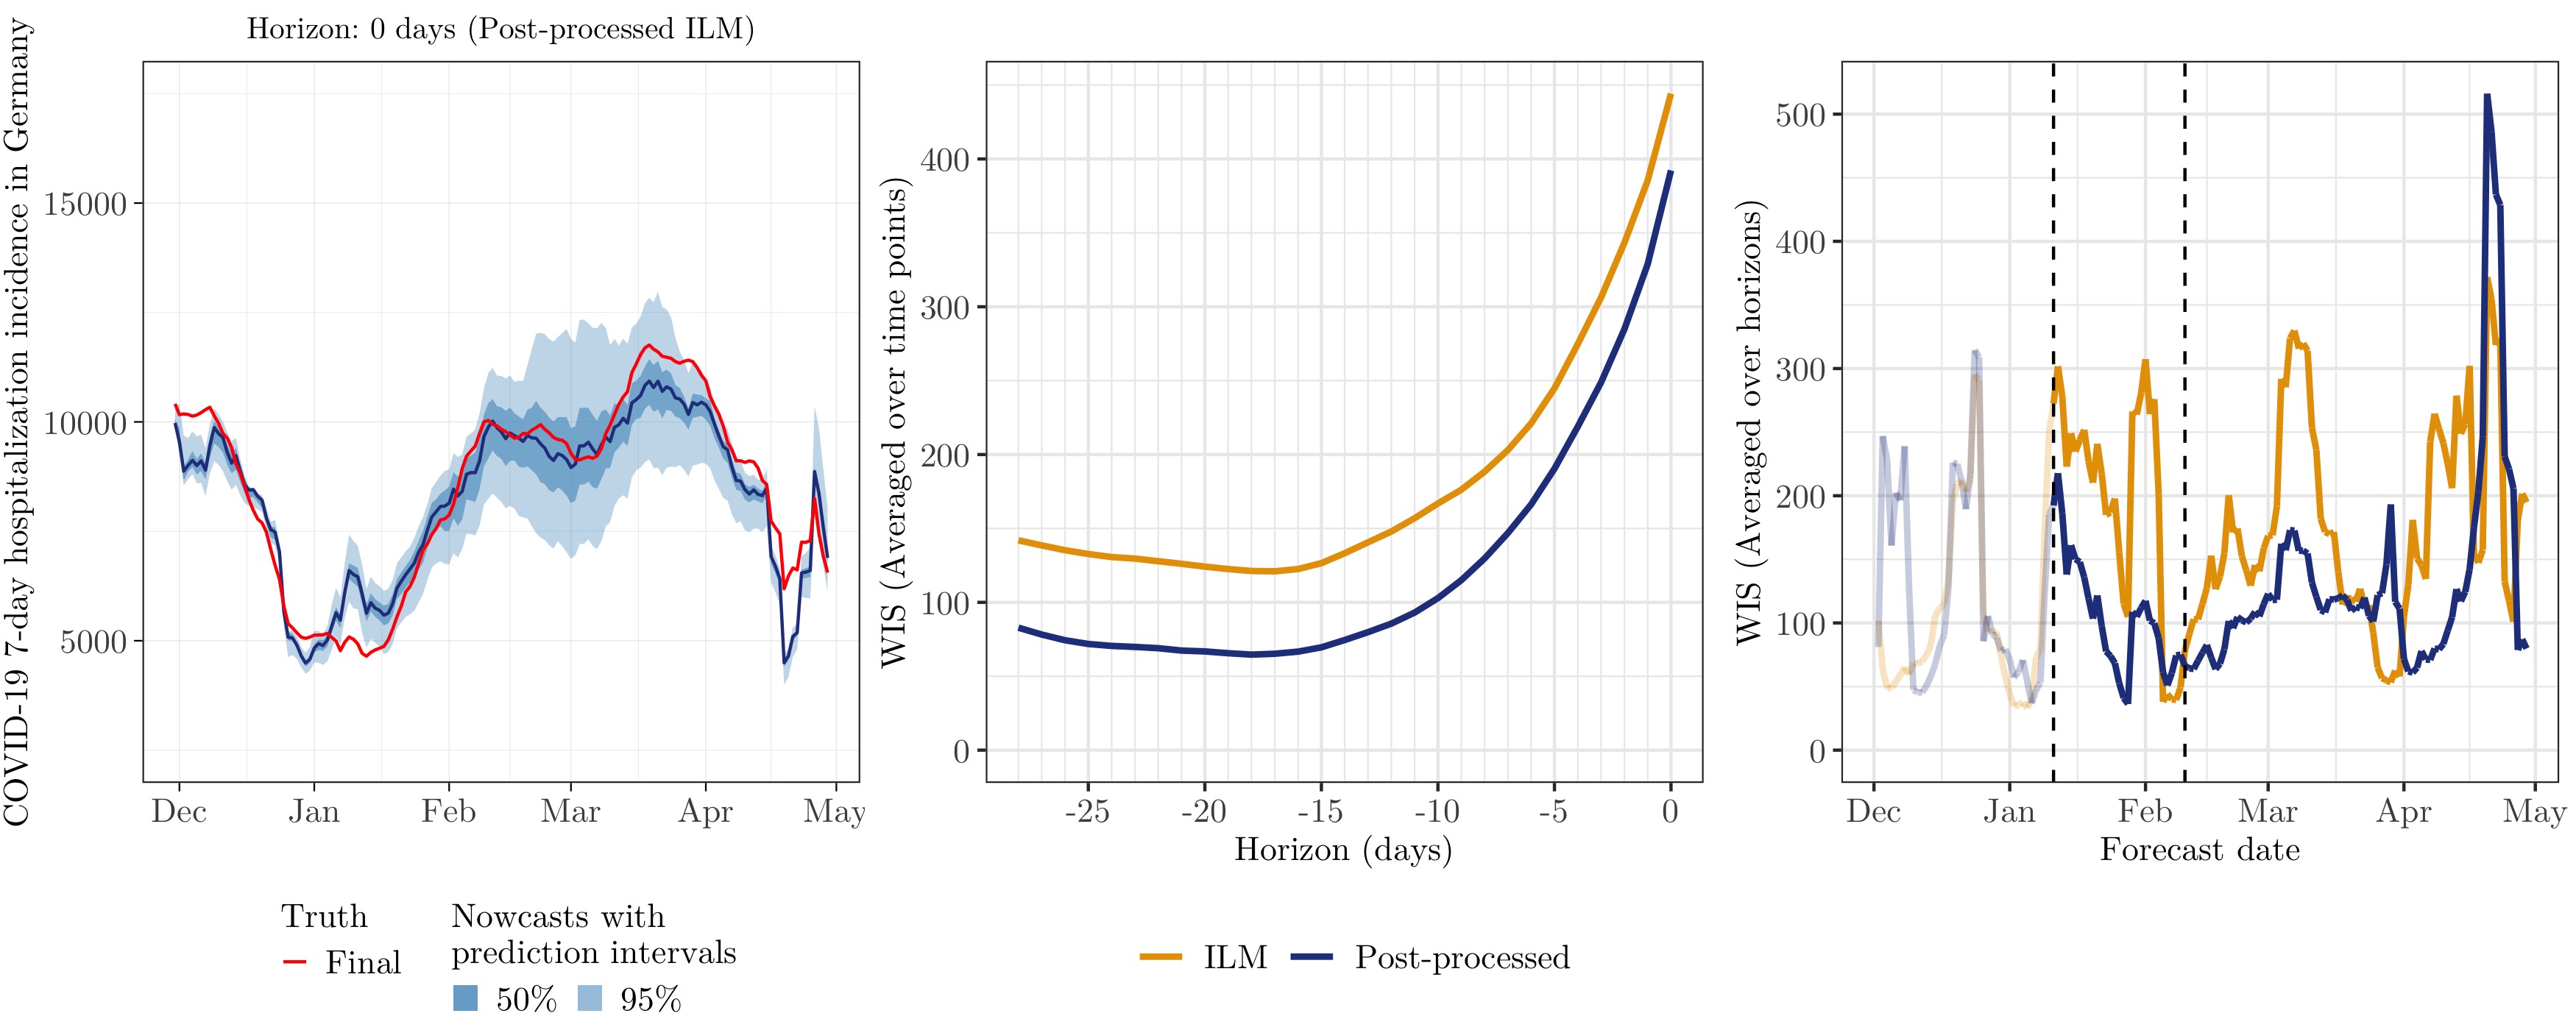 Horizon: 0 days (Post-processed ILM)
COVID-19 7-day hospitalization incidence in Germany
15000
10000
5000
Dec Jan Feb Mar Apr May
Truth
Final
Nowcasts with
prediction intervals
50% 95%
WIS (Averaged over time points)
400
300
200
100
0
-25 -20 -15 -10 -5 0
Horizon (days)
ILM Post-processed
WIS (Averaged over horizons)
500
400
300
200
100
0
Dec Jan Feb Mar Apr May
Forecast date